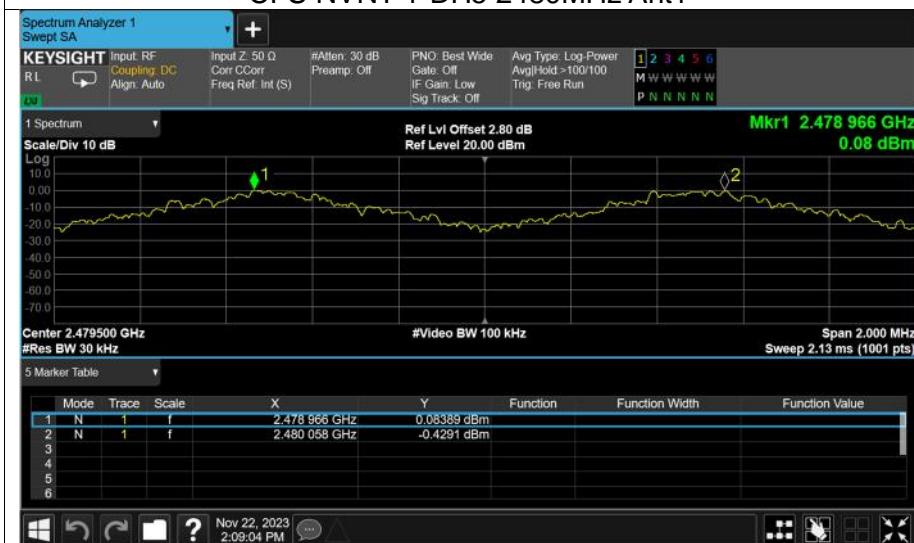 Spectrum Analyzer 1
Swept SA
+
KEYSIGHT Input: RF Input Z: 50 Ω #Atten: 30 dB PNO: Best Wide Avg Type: Log-Power 1 2 3 4 5 6
RL Coupling: DC Corr CCorr Preamp: Off Gate: Off Avg|Hold:>100/100 M W W W W W
Align: Auto Freq Ref: Int (S) IF Gain: Low Trig: Free Run
Sig Track: Off P N N N N N
LXI
1 Spectrum Ref Lvl Offset 2.80 dB Mkr1 2.478 966 GHz
Scale/Div 10 dB Ref Level 20.00 dBm 0.08 dBm
Log
10.0
0.00
-10.0
-20.0
-30.0
-40.0
-50.0
-60.0
-70.0
1
2
Center 2.479500 GHz #Video BW 100 kHz Span 2.000 MHz
#Res BW 30 kHz Sweep 2.13 ms (1001 pts)
5 Marker Table
Mode Trace Scale X Y Function Function Width Function Value
1 N 1 f 2.478 966 GHz 0.08389 dBm
2 N 1 f 2.480 058 GHz -0.4291 dBm
3
4
5
6
? Nov 22, 2023
2:09:04 PM